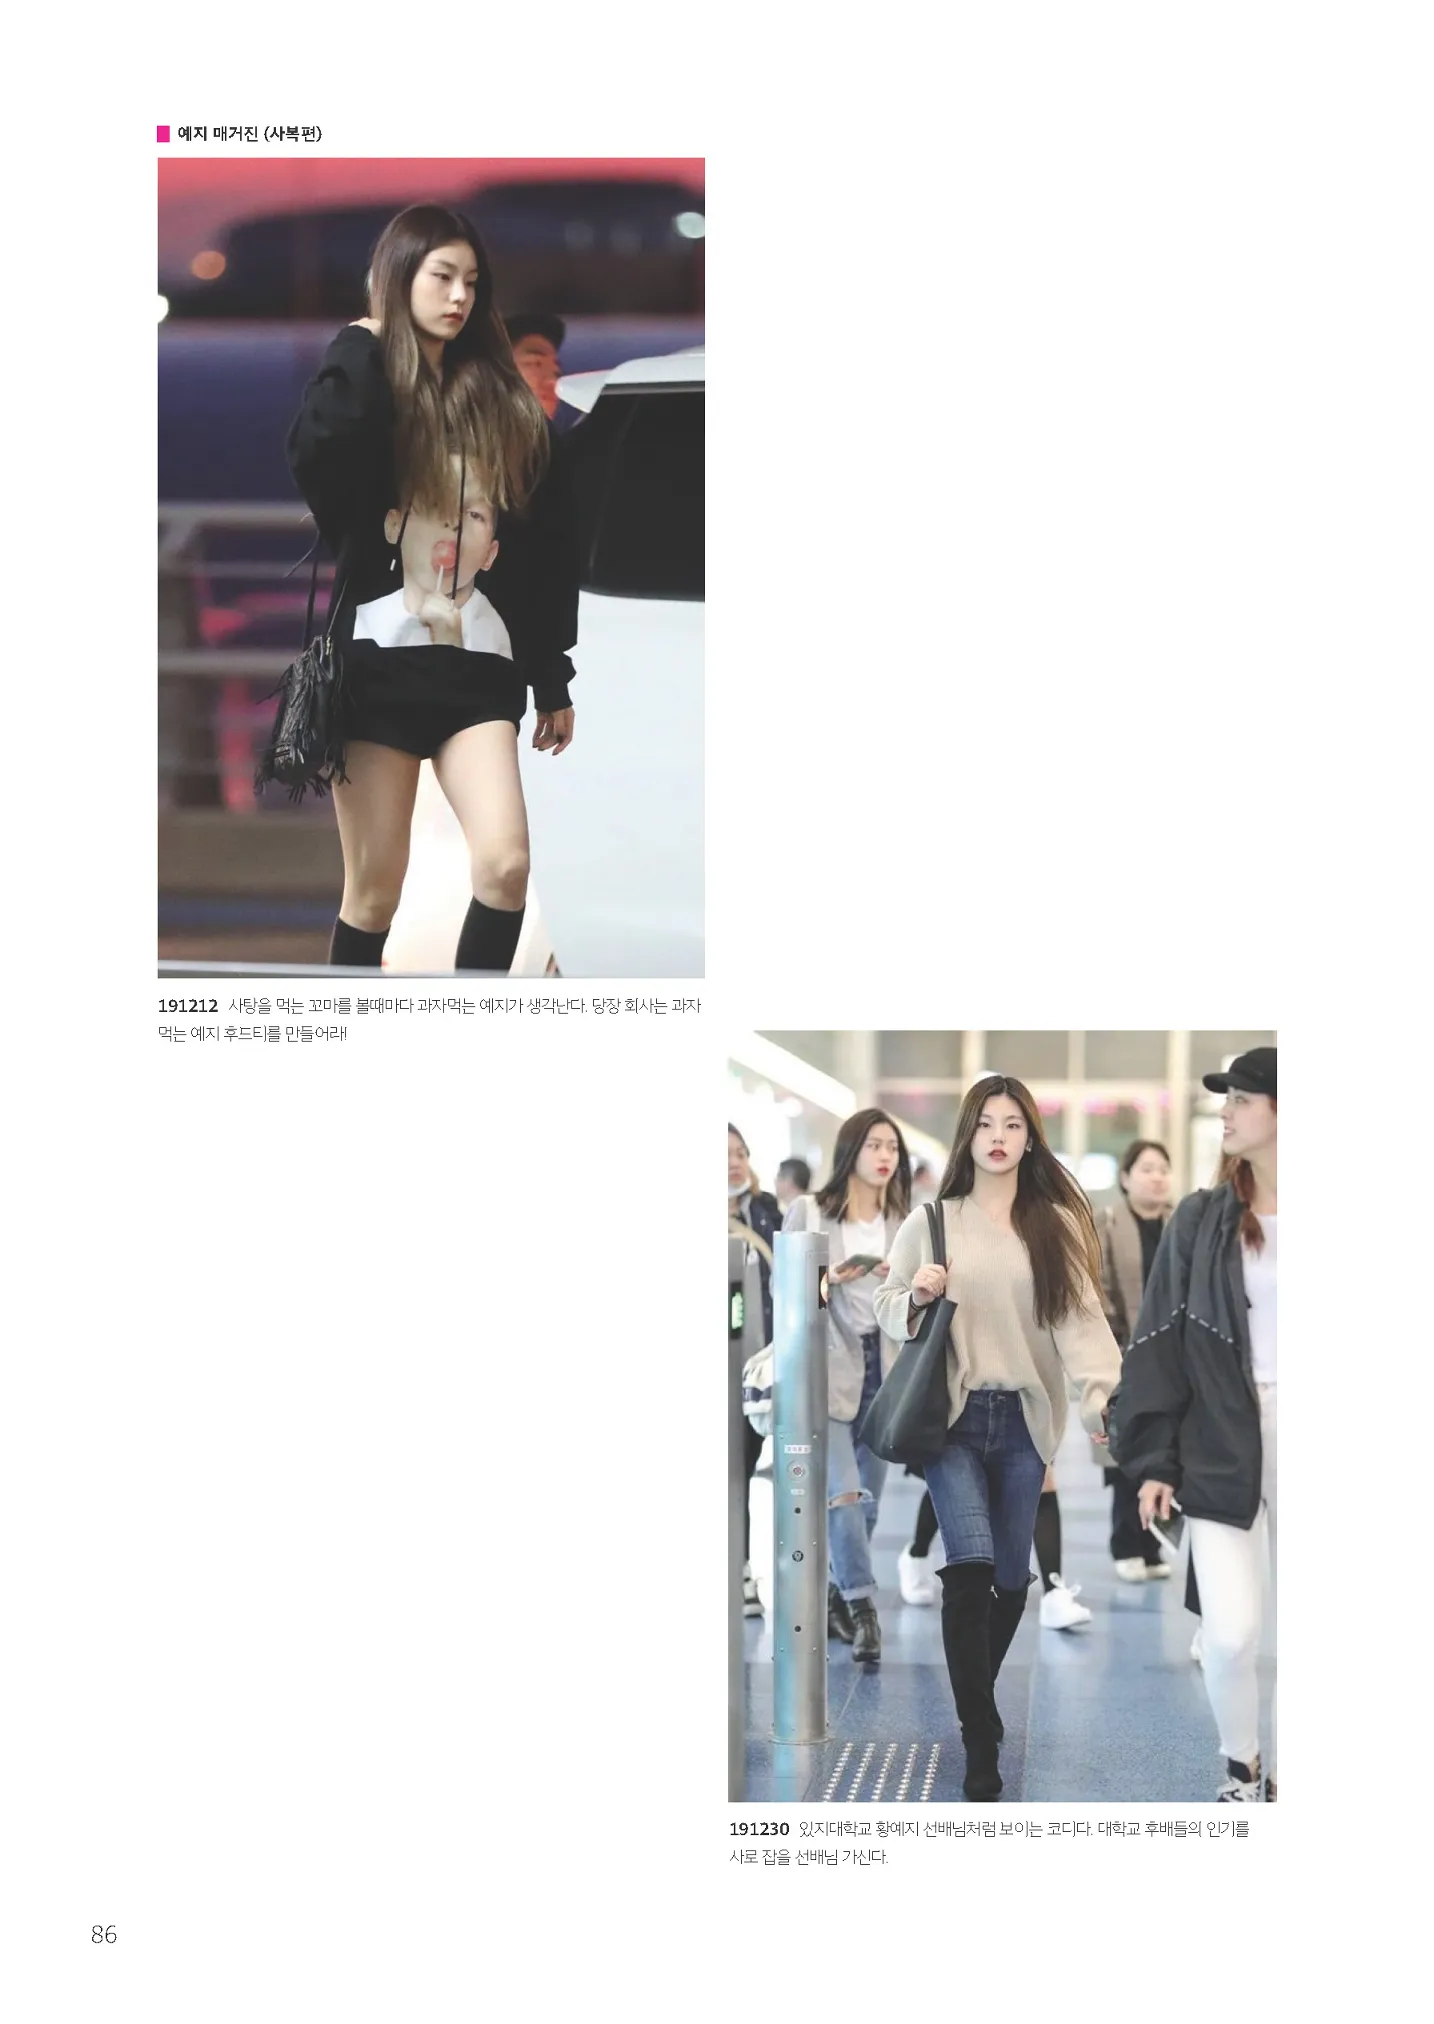 예지 매거진 (사복편)
191212 사탕을 먹는 꼬마를 볼때마다 과자먹는 예지가 생각난다. 당장 회사는 과자
먹는 예지 후드티를 만들어라!
191230 있지대학교 황예지 선배님처럼 보이는 코디다. 대학교 후배들의 인기를
사로 잡을 선배님 가신다.
86